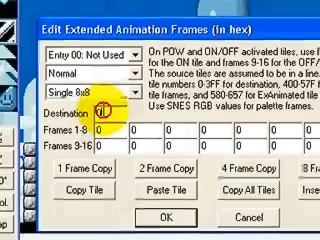 Edit Extended Animation Frames (in hex)
Entry 00: Not Used
Normal
Single 8x8
On POW and ON/OFF activated tiles, use f
for the ON tile and frames 9-16 for the OFF/
The source tiles are assumed to be in a line.
tile numbers 0-3FF for destination, 400-57F
tile frames, and 580-657 for ExAnimated tile
Use SNES RGB values for palette frames.
Destination 0
Frames 1-8 0 0 0 0 0 0
Frames 9-16 0 0 0 0 0 0
1 Frame Copy 2 Frame Copy 4 Frame Copy 8 F
Copy Tile Paste Tile Copy All Tiles Inse
OK Cancel